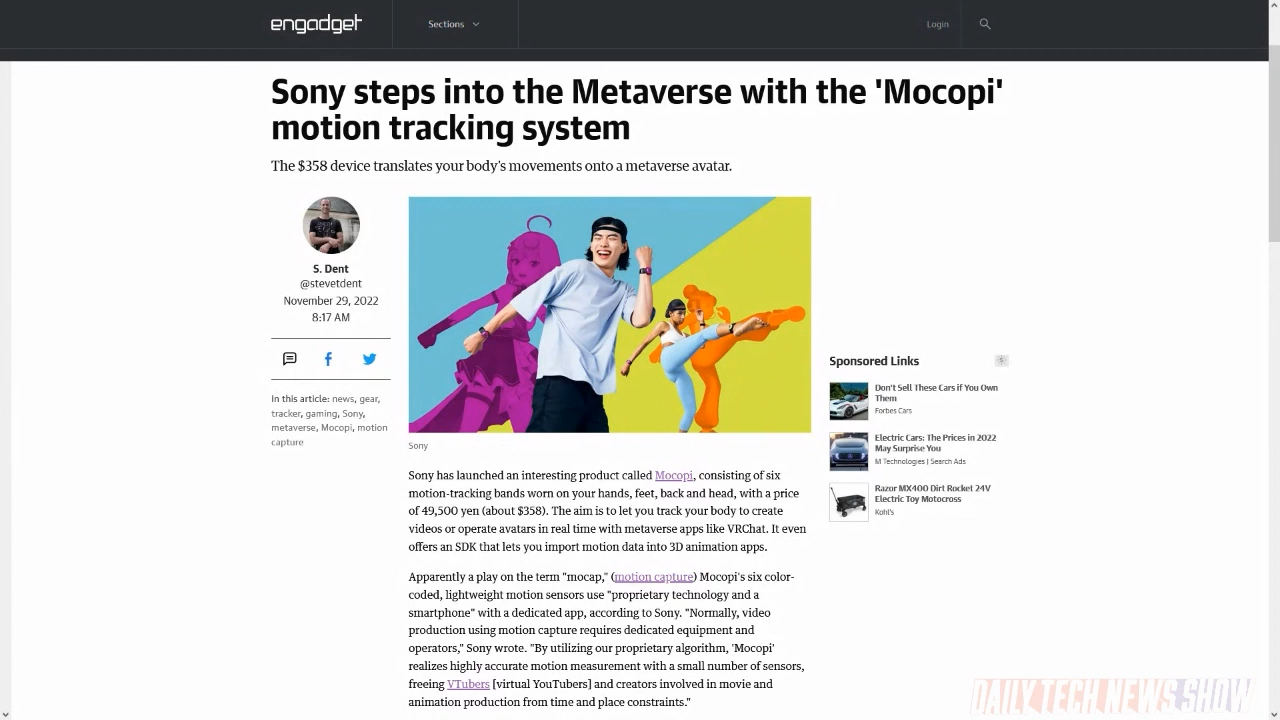 engadget
Sections
Login
Sony steps into the Metaverse with the 'Mocopi'
motion tracking system
The $358 device translates your body's movements onto a metaverse avatar.
S. Dent
@stevetdent
November 29, 2022
8:17 AM
In this article: news, gear,
tracker, gaming, Sony,
metaverse, Mocopi, motion
capture
Sony
Sony has launched an interesting product called Mocopi, consisting of six
motion-tracking bands worn on your hands, feet, back and head, with a price
of 49,500 yen (about $358). The aim is to let you track your body to create
videos or operate avatars in real time with metaverse apps like VRChat. It even
offers an SDK that lets you import motion data into 3D animation apps.
Apparently a play on the term "mocap," (motion capture) Mocopi's six color-
coded, lightweight motion sensors use "proprietary technology and a
smartphone" with a dedicated app, according to Sony. "Normally, video
production using motion capture requires dedicated equipment and
operators," Sony wrote. "By utilizing our proprietary algorithm, 'Mocopi'
realizes highly accurate motion measurement with a small number of sensors,
freeing VTubers [virtual YouTubers] and creators involved in movie and
animation production from time and place constraints."
Sponsored Links
$
Don't Sell These Cars if You Own
Them
Forbes Cars
Electric Cars: The Prices in 2022
May Surprise You
M Technologies | Search Ads
Razor MX400 Dirt Rocket 24V
Electric Toy Motocross
Kohl's
DAILY TECH NEWS SHOW